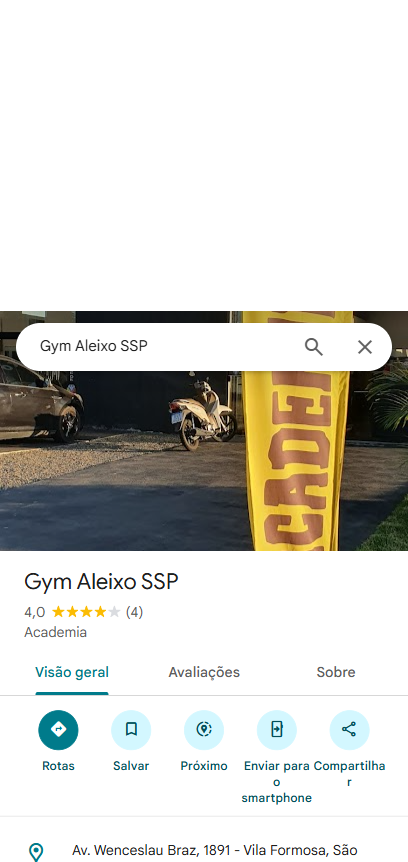 Gym Aleixo SSP
ACADEM
Gym Aleixo SSP
4,0 (4)
Academia
Visão geral
Avaliações
Sobre
Rotas
Salvar
Próximo
Enviar para o smartphone
Compartilhar
Av. Wenceslau Braz, 1891 - Vila Formosa, São